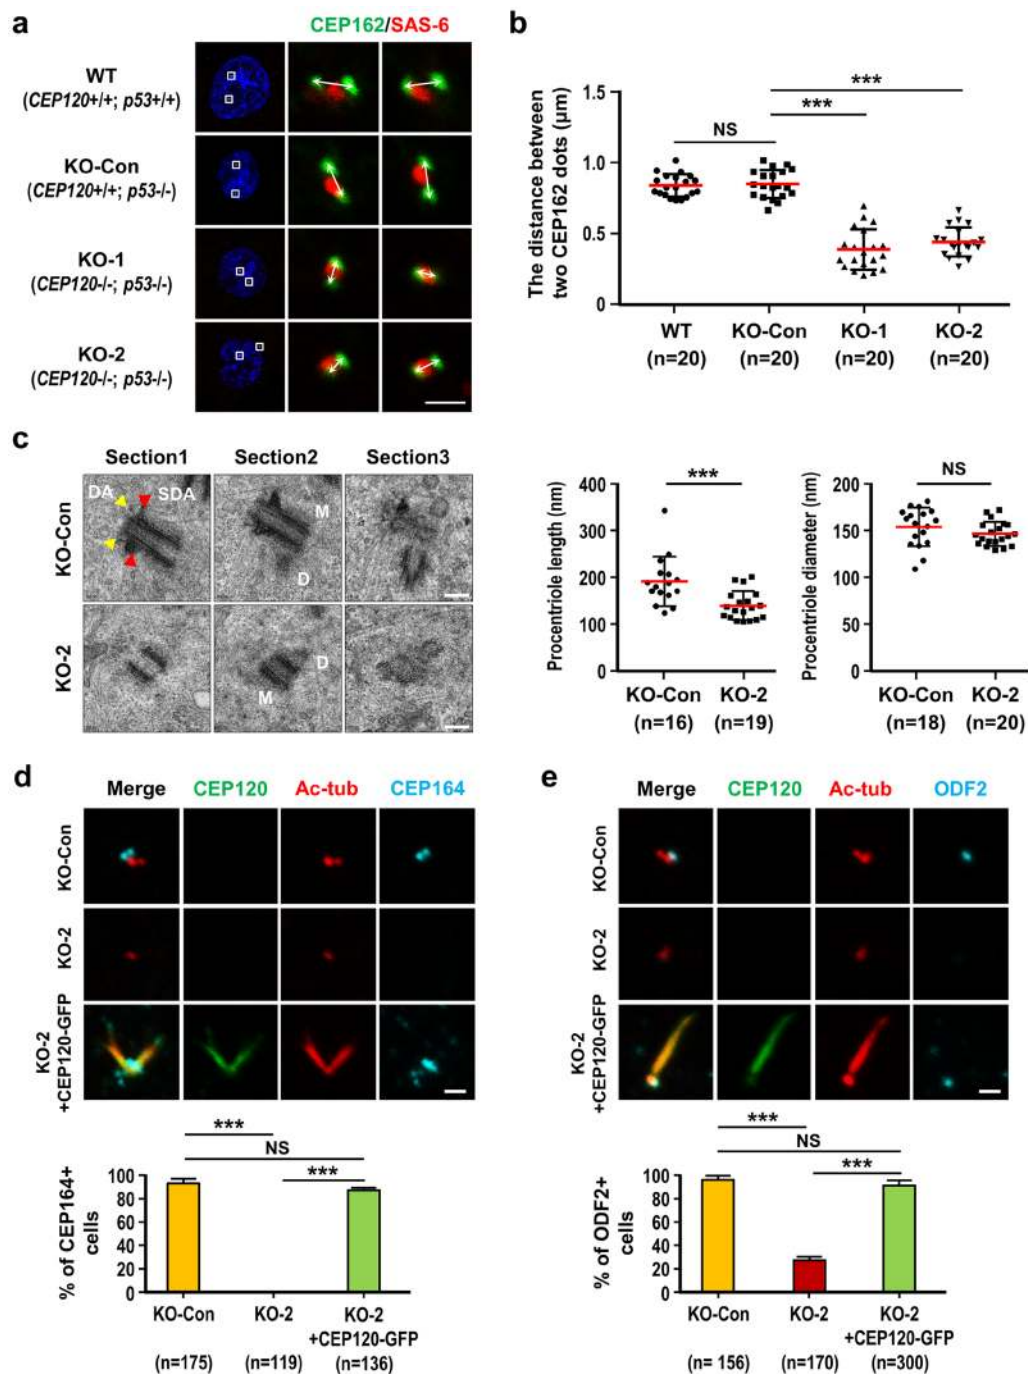 a
CEP162/SAS-6
WT
(CEP120+/+; p53+/+)
KO-Con
(CEP120+/+; p53-/-)
KO-1
(CEP120-/-; p53-/-)
KO-2
(CEP120-/-; p53-/-)
b
The distance between
two CEP162 dots (µm)
1.5
1.0
0.5
0
NS
***
***
WT
KO-Con
KO-1
KO-2
(n=20)
(n=20)
(n=20)
(n=20)
c
Section1
Section2
Section3
KO-Con
DA
SDA
M
D
KO-2
D
M
Procentriole length (nm)
400
300
200
100
0
***
KO-Con
KO-2
(n=16)
(n=19)
Procentriole diameter (nm)
200
150
100
50
0
NS
KO-Con
KO-2
(n=18)
(n=20)
d
Merge
CEP120
Ac-tub
CEP164
KO-Con
KO-2
KO-2
+CEP120-GFP
% of CEP164+
cells
100
80
60
40
20
0
***
NS
***
KO-Con
KO-2
KO-2
+CEP120-GFP
(n=175)
(n=119)
(n=136)
e
Merge
CEP120
Ac-tub
ODF2
KO-Con
KO-2
KO-2
+CEP120-GFP
% of ODF2+
cells
100
80
60
40
20
0
***
NS
***
KO-Con
KO-2
KO-2
+CEP120-GFP
(n= 156)
(n=170)
(n=300)